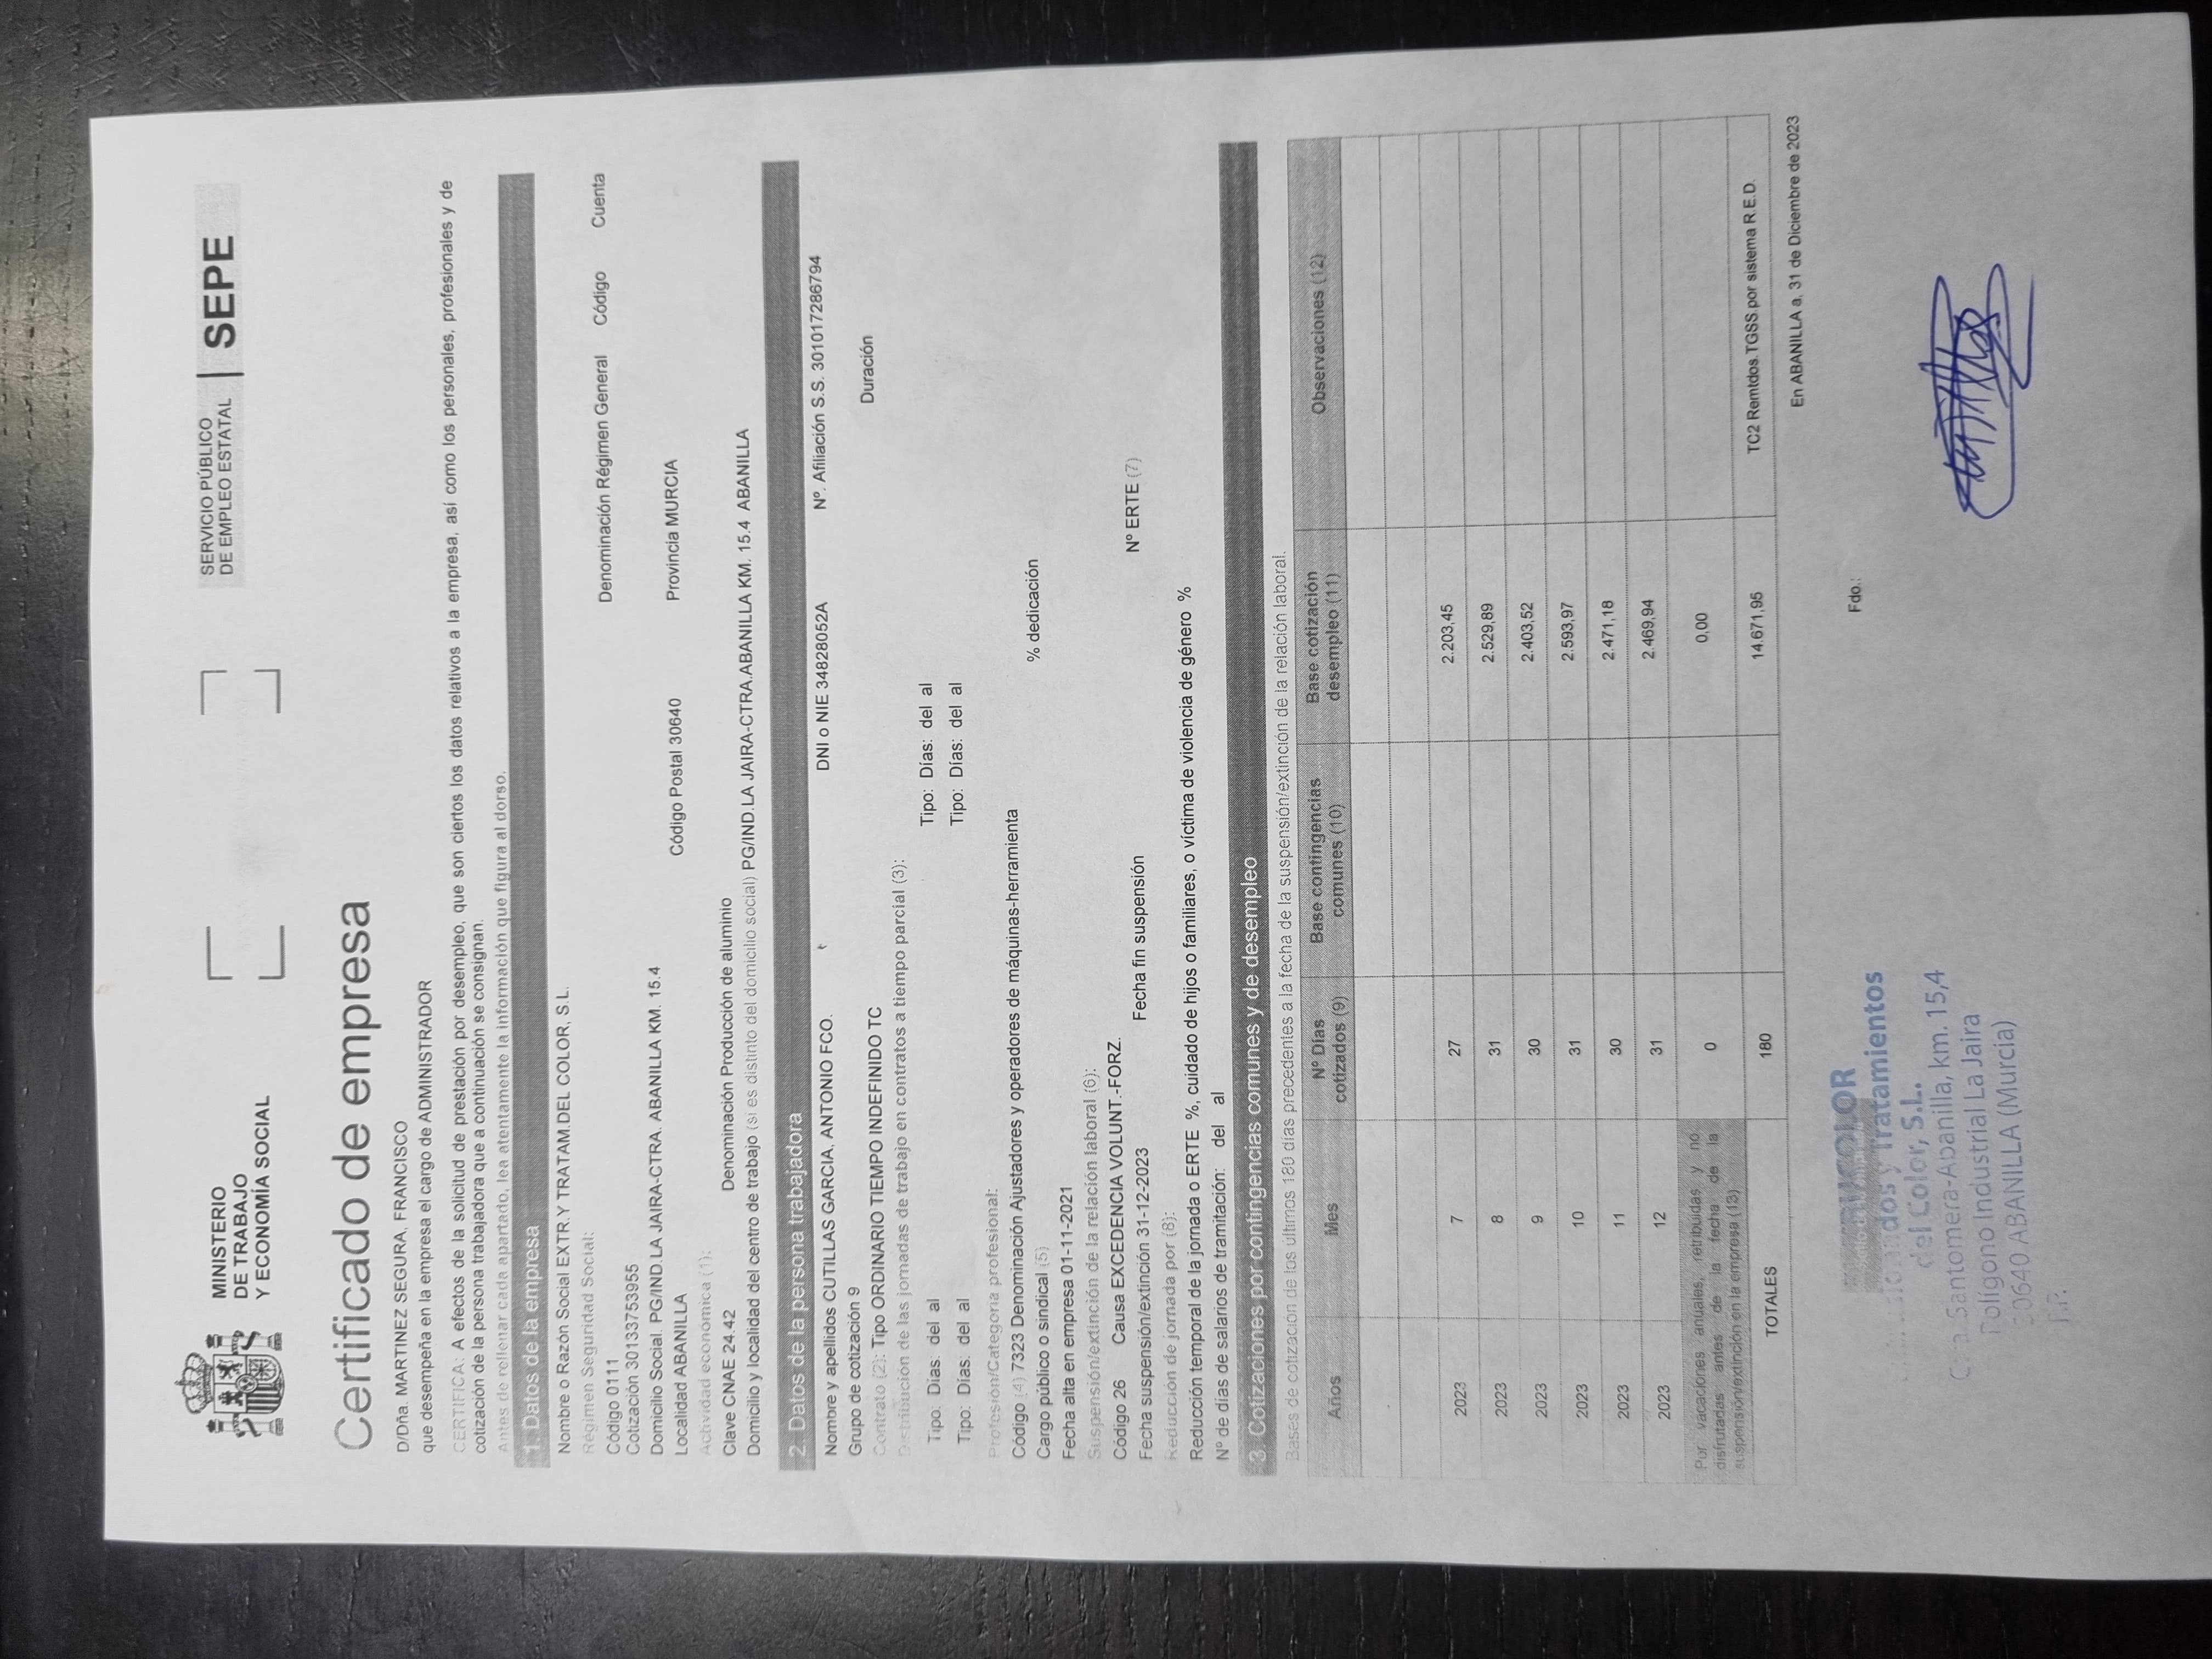 MINISTERIO
DE TRABAJO
Y ECONOMÍA SOCIAL
SERVICIO PÚBLICO
DE EMPLEO ESTATAL
SEPE
Certificado de empresa
D/Dña. MARTINEZ SEGURA, FRANCISCO
que desempeña en la empresa el cargo de ADMINISTRADOR
CERTIFICA: A efectos de la solicitud de prestación por desempleo, que son ciertos los datos relativos a la empresa, así como los personales, profesionales y de
cotización de la persona trabajadora que a continuación se consignan.
Antes de rellenar cada apartado, lea atentamente la información que figura al dorso.
1. Datos de la empresa
Nombre o Razón Social EXTR.Y TRATAM.DEL COLOR, S.L.
Régimen Seguridad Social:
Código 0111 Denominación Régimen General Código Cuenta
Cotización 30133753955
Domicilio Social. PG/IND.LA JAIRA-CTRA. ABANILLA KM. 15.4
Localidad ABANILLA Código Postal 30640 Provincia MURCIA
Actividad económica (1):
Clave CNAE 24.42 Denominación Producción de aluminio
Domicilio y localidad del centro de trabajo (si es distinto del domicilio social) PG/IND.LA JAIRA-CTRA.ABANILLA KM. 15.4 ABANILLA
2. Datos de la persona trabajadora
Nombre y apellidos CUTILLAS GARCIA, ANTONIO FCO. DNI o NIE 34828052A Nº. Afiliación S.S. 301017286794
Grupo de cotización 9
Contrato (2): Tipo ORDINARIO TIEMPO INDEFINIDO TC Duración
Distribución de las jornadas de trabajo en contratos a tiempo parcial (3):
Tipo: Días: del al Tipo: Días: del al
Tipo: Días: del al Tipo: Días: del al
Profesión/Categoría profesional:
Código (4) 7323 Denominación Ajustadores y operadores de máquinas-herramienta
Cargo público o sindical (5) % dedicación
Fecha alta en empresa 01-11-2021
Suspensión/extinción de la relación laboral (6):
Código 26 Causa EXCEDENCIA VOLUNT.-FORZ.
Fecha suspensión/extinción 31-12-2023 Fecha fin suspensión Nº ERTE (7)
Reducción de jornada por (8):
Reducción temporal de la jornada o ERTE %, cuidado de hijos o familiares, o víctima de violencia de género %
Nº de días de salarios de tramitación: del al
3. Cotizaciones por contingencias comunes y de desempleo
Bases de cotización de los últimos 180 días precedentes a la fecha de la suspensión/extinción de la relación laboral.
Años Mes Nº Días cotizados (9) Base contingencias comunes (10) Base cotización desempleo (11) Observaciones (12)
2023 7 27 2.203,45
2023 8 31 2.529,89
2023 9 30 2.403,52
2023 10 31 2.593,97
2023 11 30 2.471,18
2023 12 31 2.469,94
Por vacaciones anuales, retribuidas y no
disfrutadas antes de la fecha de la
suspensión/extinción en la empresa (13) 0 0,00
TOTALES 180 14.671,95 TC2 Remtdos.TGSS por sistema R.E.D.
En ABANILLA a, 31 de Diciembre de 2023
Sello de la empresa
Fdo.:
y Tratamientos
del Color, S.L.
Santomera-Abanilla, km. 15,4
Polígono Industrial La Jaira
30640 ABANILLA (Murcia)